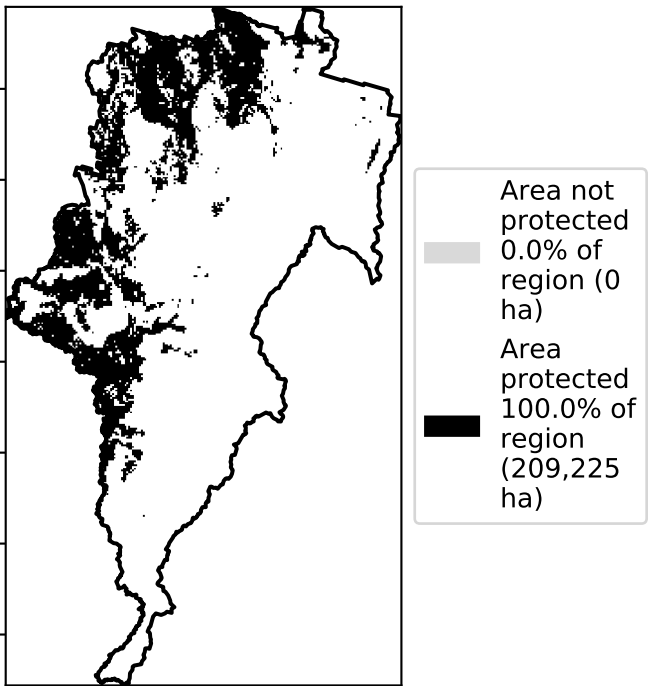 Area not
protected
0.0% of
region (0
ha)
Area
protected
100.0% of
region
(209,225
ha)